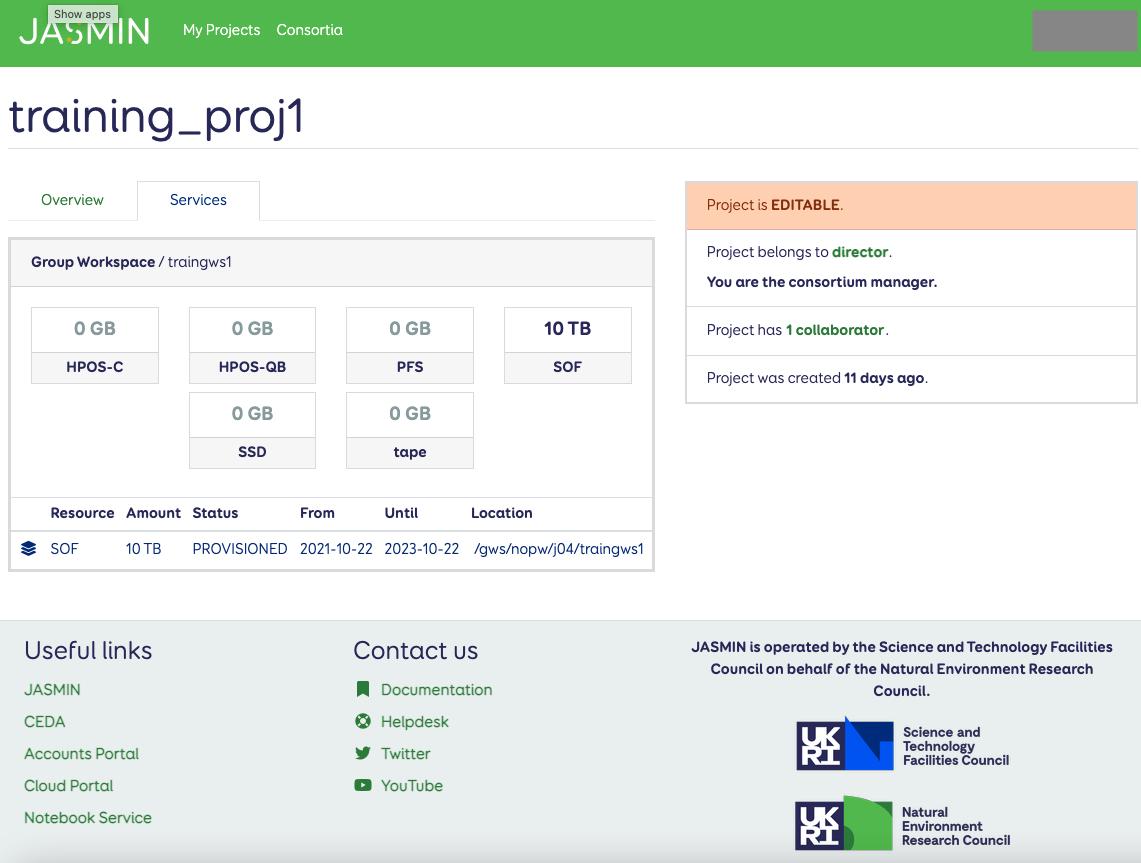 Show apps
JASMIN My Projects Consortia
training_proj1
Overview Services
Group Workspace / traingws1
0 GB 0 GB 0 GB 10 TB
HPOS-C HPOS-QB PFS SOF
0 GB 0 GB
SSD tape
Resource Amount Status From Until Location
SOF 10 TB PROVISIONED 2021-10-22 2023-10-22 /gws/nopw/j04/traingws1
Project is EDITABLE.
Project belongs to director.
You are the consortium manager.
Project has 1 collaborator.
Project was created 11 days ago.
Useful links
JASMIN
CEDA
Accounts Portal
Cloud Portal
Notebook Service
Contact us
Documentation
Helpdesk
Twitter
YouTube
JASMIN is operated by the Science and Technology Facilities
Council on behalf of the Natural Environment Research
Council.
UK
RI
Science and
Technology
Facilities Council
UK
RI
Natural
Environment
Research Council